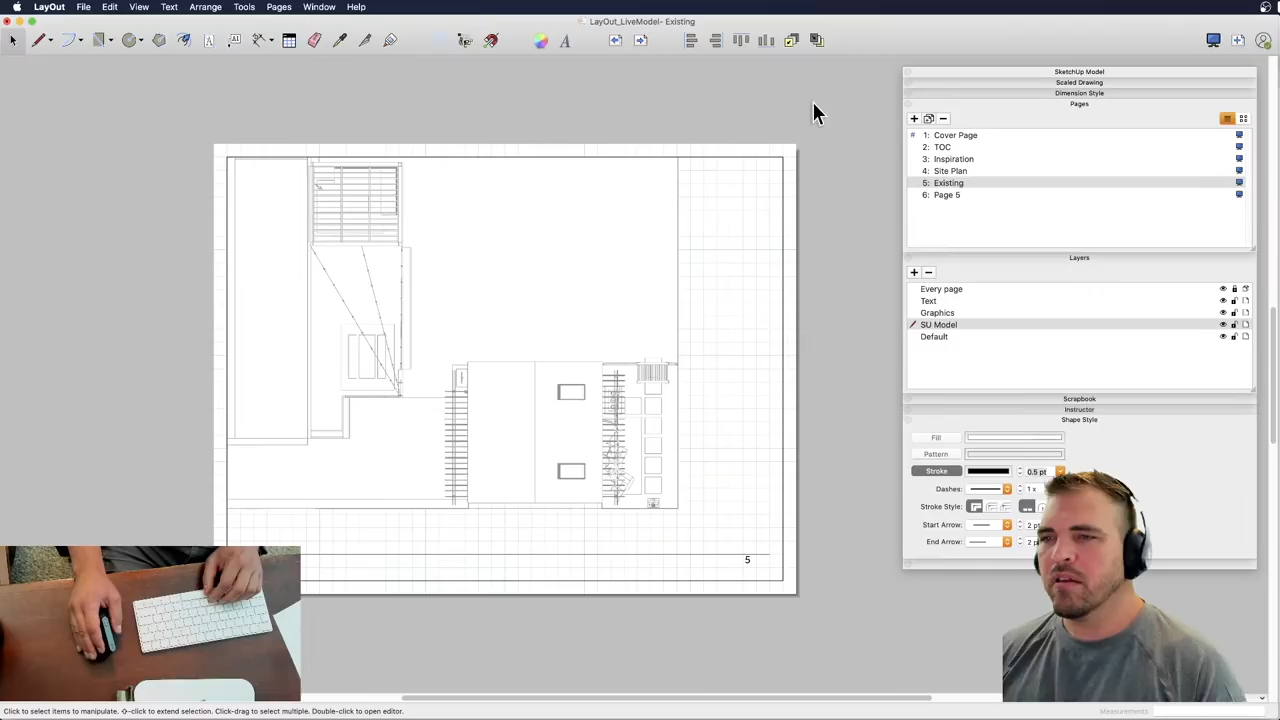 LayOut File Edit View Text Arrange Tools Pages Window Help
LayOut_LiveModel- Existing
SketchUp Model
Scaled Drawing
Dimension Style
Pages
# 1: Cover Page
2: TOC
3: Inspiration
4: Site Plan
5: Existing
6: Page 5
Layers
Every page
Text
Graphics
SU Model
Default
Scrapbook
Instructor
Shape Style
Fill
Pattern
Stroke 0.5 pt
Dashes: 1 x
Stroke Style:
Start Arrow: 2 p
End Arrow: 2 p
5
Click to select items to manipulate. ⇧-click to extend selection. Click-drag to select multiple. Double-click to open editor.
Measurements